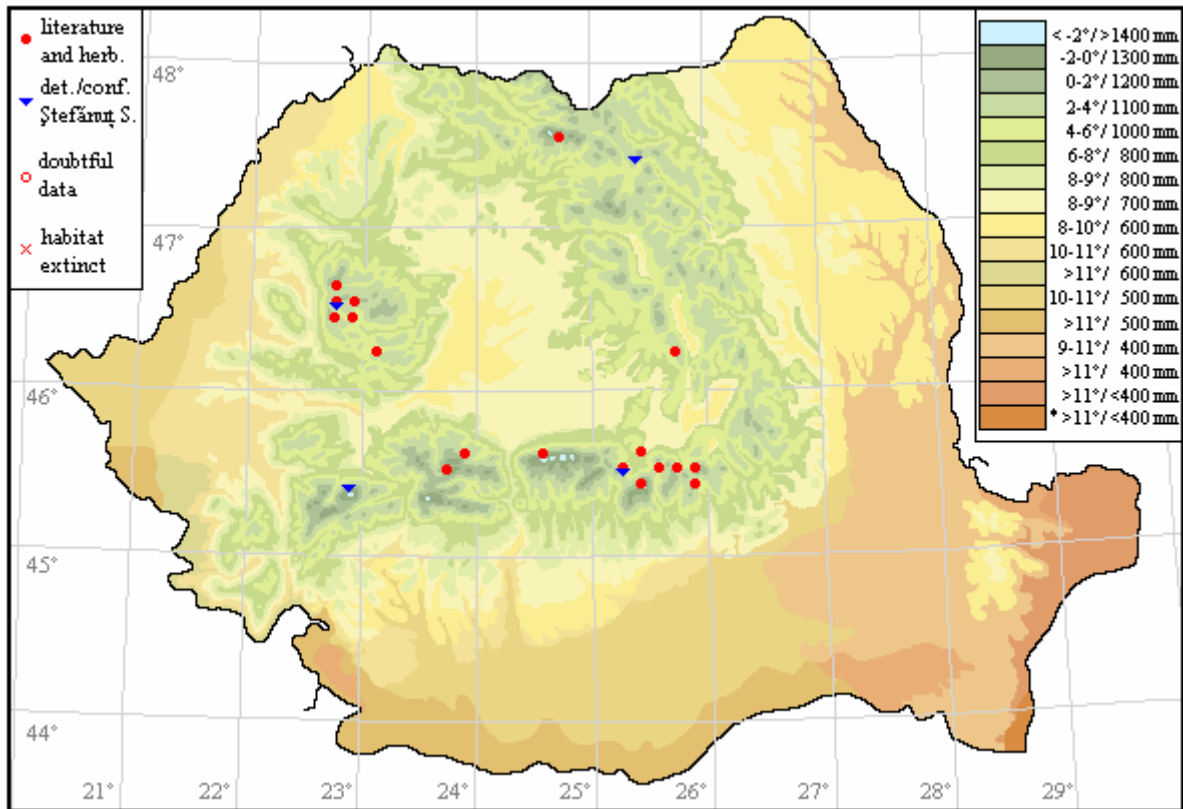 literature
and herb.
det./conf.
Ştefănuţ S.
doubtful
data
habitat
extinct
< -2°/>1400 mm
-2-0°/ 1300 mm
0-2°/ 1200 mm
2-4°/ 1100 mm
4-6°/ 1000 mm
6-8°/ 800 mm
8-9°/ 800 mm
8-9°/ 700 mm
8-10°/ 600 mm
10-11°/ 600 mm
>11°/ 600 mm
10-11°/ 500 mm
>11°/ 500 mm
9-11°/ 400 mm
>11°/ 400 mm
>11°/<400 mm
* >11°/<400 mm
48°
47°
46°
45°
44°
21°
22°
23°
24°
25°
26°
27°
28°
29°